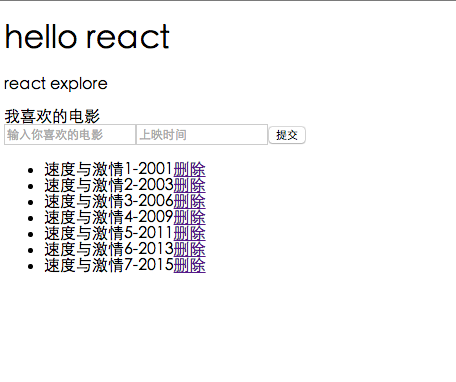 hello react
react explore
我喜欢的电影
输入你喜欢的电影 上映时间 提交
速度与激情1-2001删除
速度与激情2-2003删除
速度与激情3-2006删除
速度与激情4-2009删除
速度与激情5-2011删除
速度与激情6-2013删除
速度与激情7-2015删除